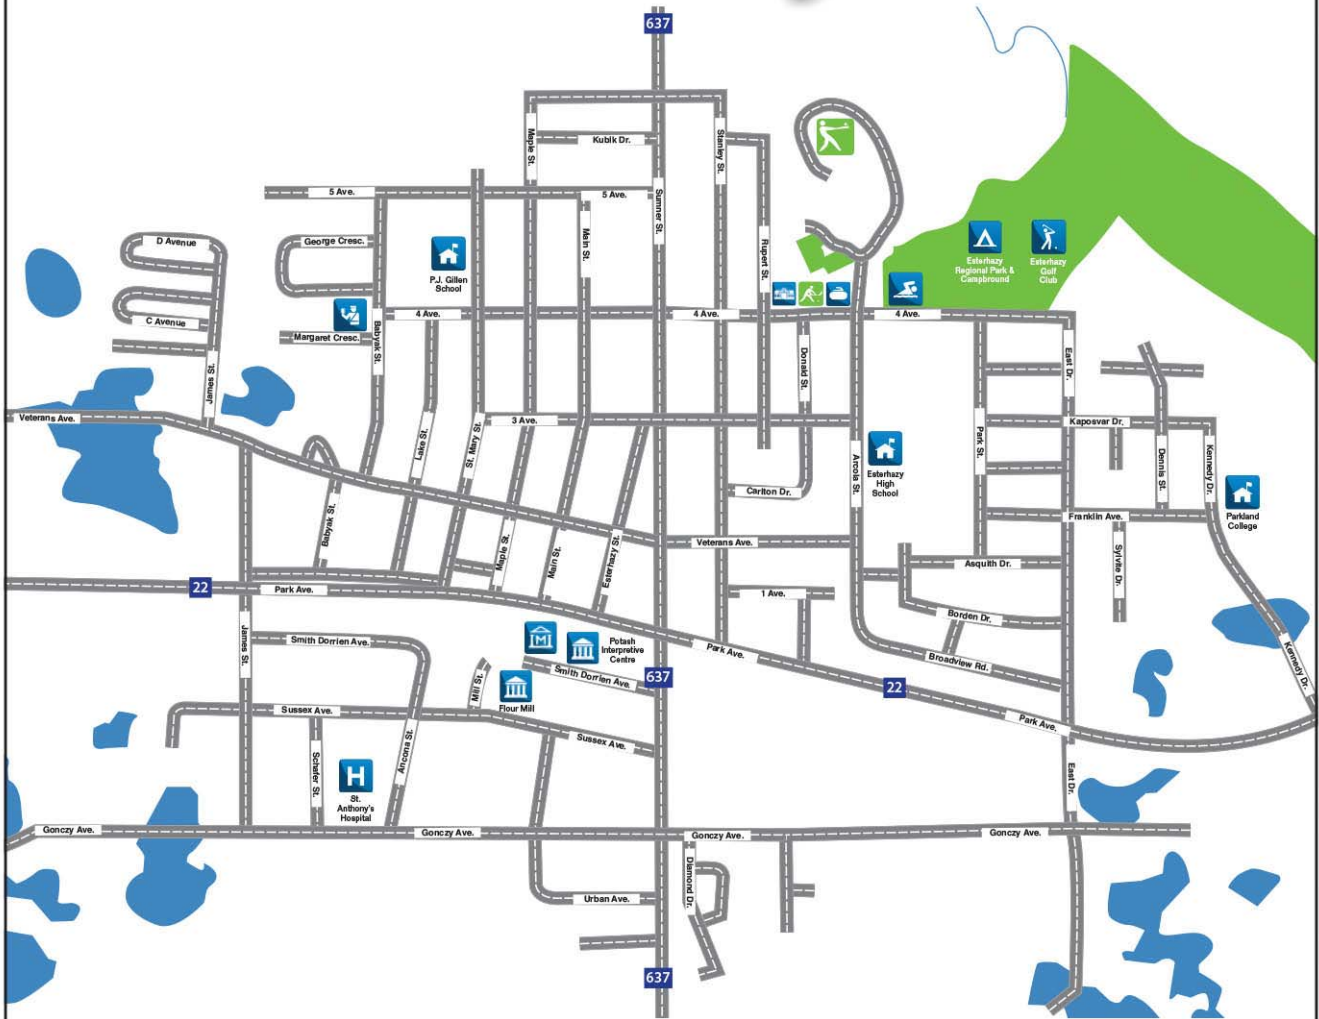 637
Kubik Dr.
Maple St.
Stanley St.
5 Ave.
5 Ave.
Sumner St.
Main St.
Rupert St.
D Avenue
George Cresc.
P.J. Gillen
School
Esterhazy
Regional Park &
Campbround
Esterhazy
Golf
Club
C Avenue
4 Ave.
4 Ave.
4 Ave.
Margaret Cresc.
Babyak St.
James St.
Donald St.
East Dr.
Veterans Ave.
3 Ave.
Kaposvar Dr.
Lake St.
St. Mary St.
Park St.
Arcola St.
Esterhazy
High
School
Dennis St.
Kennedy Dr.
Parkland
College
Carlton Dr.
Franklin Ave.
Babyak St.
Maple St.
Main St.
Esterhazy St.
Veterans Ave.
Asquith Dr.
Sylvite Dr.
22
Park Ave.
1 Ave.
Borden Dr.
James St.
Smith Dorrien Ave.
M
Potash
Interpretive
Centre
Park Ave.
Broadview Rd.
Kennedy Dr.
Smith Dorrien Ave.
637
22
Mill St.
Flour Mill
Sussex Ave.
Sussex Ave.
Park Ave.
Schafer St.
Ancona St.
H
St.
Anthony's
Hospital
East Dr.
Gonczy Ave.
Gonczy Ave.
Gonczy Ave.
Gonczy Ave.
Diamond Dr.
Urban Ave.
637